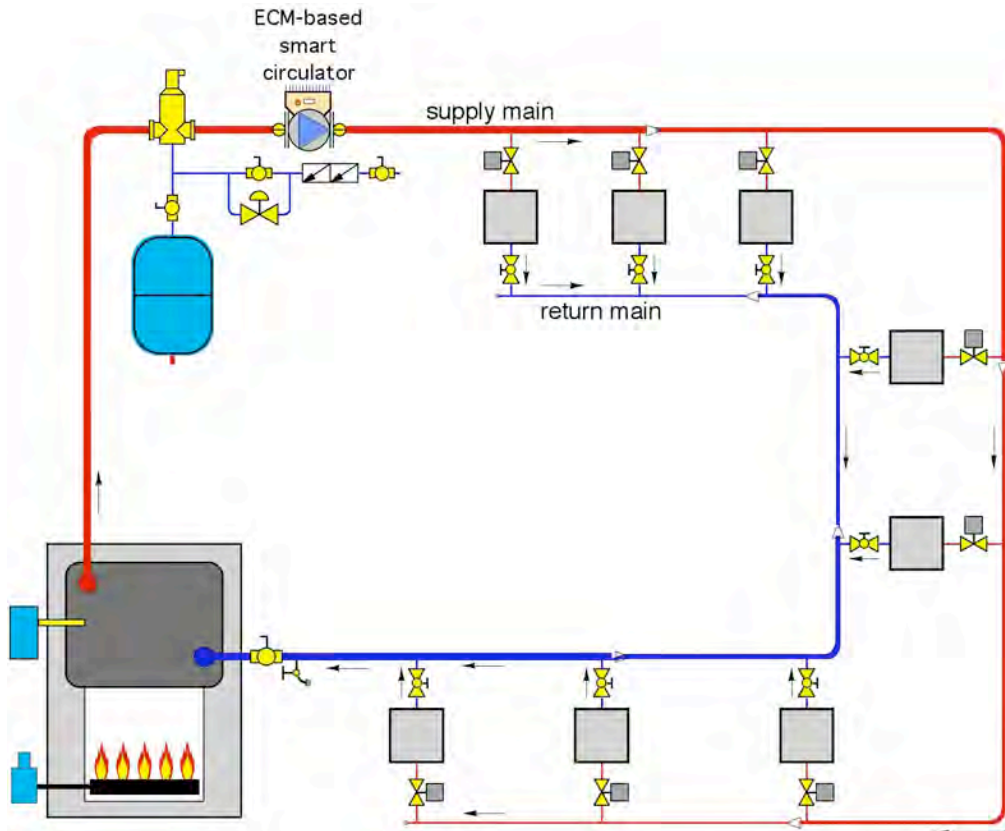 ECM-based
smart
circulator
supply main
return main